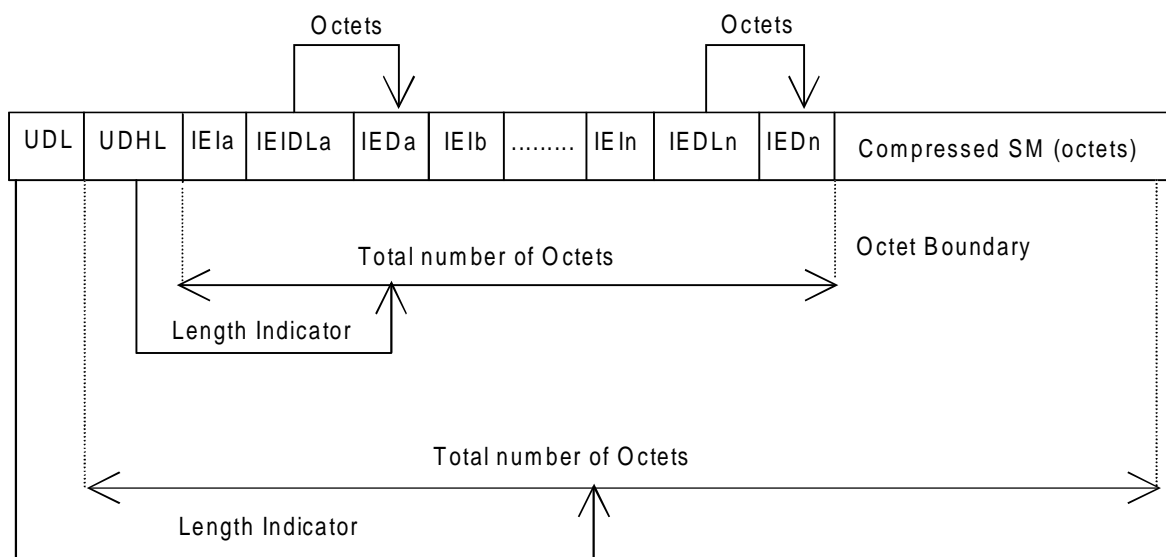 Octets
Octets
UDL UDHL IEIa IEIDLa IEDa IEIb ......... IEIn IEDLn IEDn Compressed SM (octets)
Total number of Octets
Octet Boundary
Length Indicator
Total number of Octets
Length Indicator